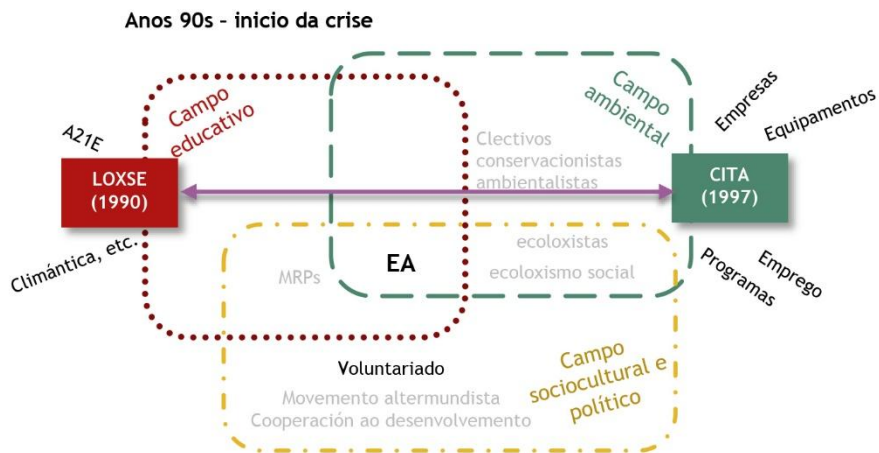 Anos 90s – inicio da crise
Campo
educativo
A21E
LOXSE
(1990)
Climántica, etc.
Campo
ambiental
Empresas
Equipamentos
Clectivos
conservacionistas
ambientalistas
CITA
(1997)
Programas
Emprego
ecoloxistas
ecoloxismo social
MRPs
EA
Voluntariado
Movemento altermundista
Cooperación ao desenvolvemento
Campo
sociocultural e
político